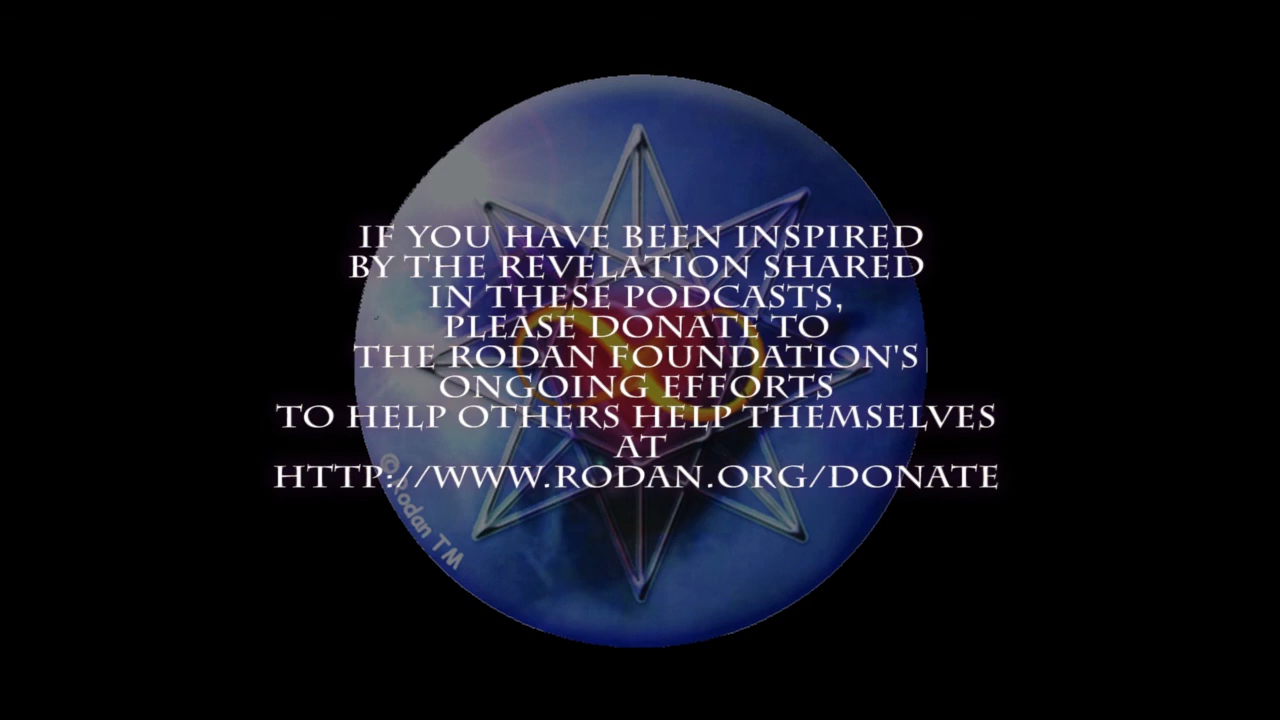 IF YOU HAVE BEEN INSPIRED
BY THE REVELATION SHARED
IN THESE PODCASTS,
PLEASE DONATE TO
THE RODAN FOUNDATION'S
ONGOING EFFORTS
TO HELP OTHERS HELP THEMSELVES
AT
HTTP://WWW.RODAN.ORG/DONATE
© Rodan TM